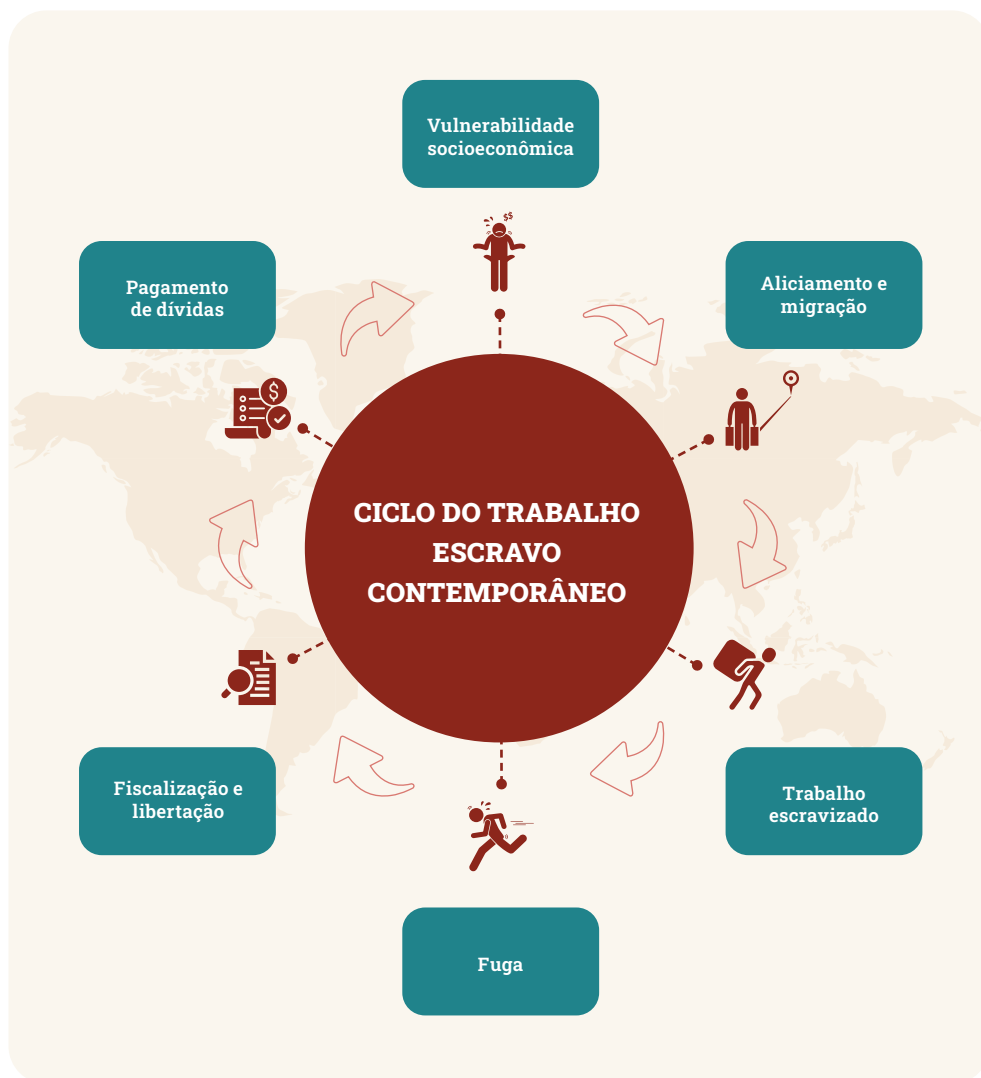 Vulnerabilidade
socioeconômica
$$
Pagamento
de dívidas
Aliciamento e
migração
$
CICLO DO TRABALHO
ESCRAVO
CONTEMPORÂNEO
Fiscalização e
libertação
Trabalho
escravizado
Fuga